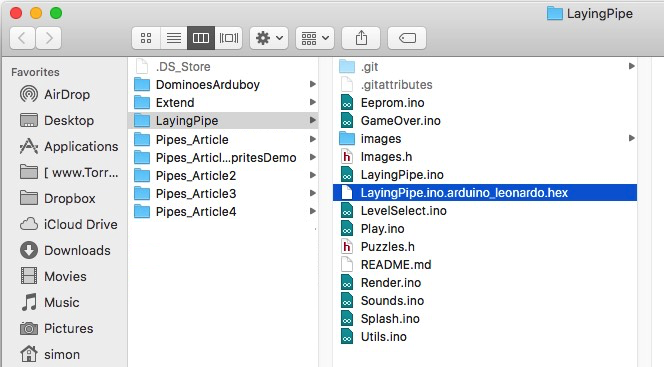 LayingPipe
Favorites
AirDrop
Desktop
Applications
[ www.Torr...
Dropbox
iCloud Drive
Downloads
Movies
Music
Pictures
simon
.DS_Store
DominoesArduboy
Extend
LayingPipe
Pipes_Article
Pipes_Articl...pritesDemo
Pipes_Article2
Pipes_Article3
Pipes_Article4
.git
.gitattributes
Eeprom.ino
GameOver.ino
images
h Images.h
LayingPipe.ino
LayingPipe.ino.arduino_leonardo.hex
LevelSelect.ino
Play.ino
h Puzzles.h
README.md
Render.ino
Sounds.ino
Splash.ino
Utils.ino